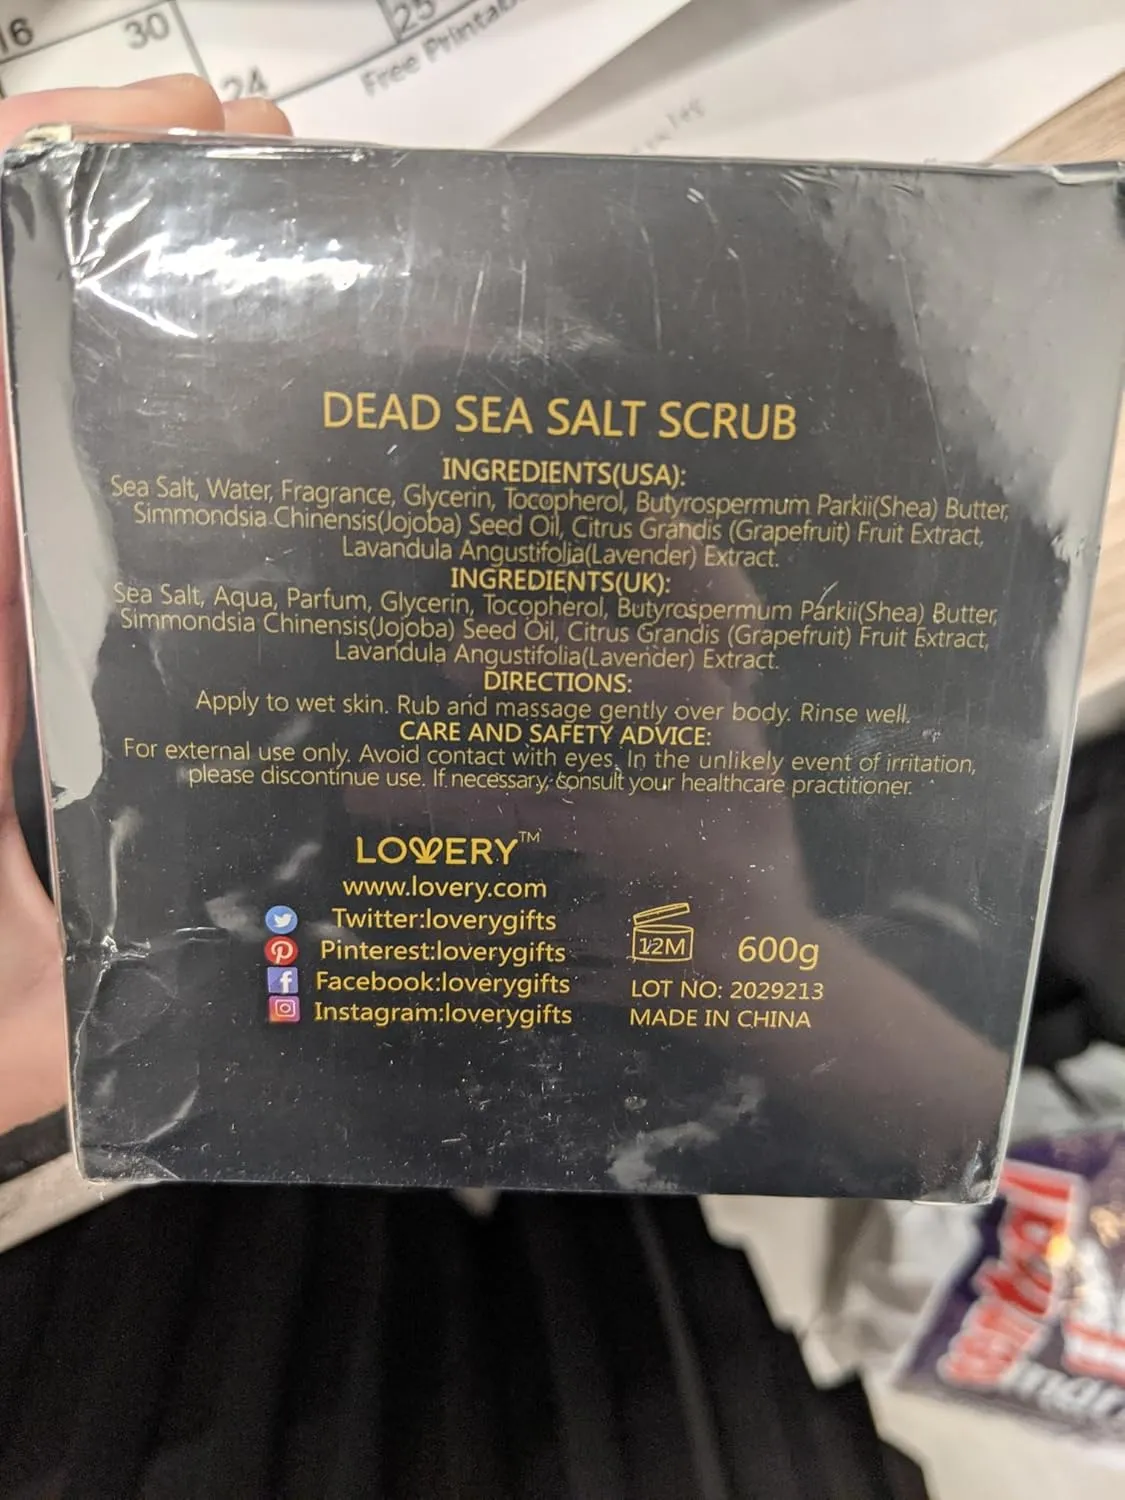 16
30
25
24
Free Printab
DEAD SEA SALT SCRUB
INGREDIENTS(USA):
Sea Salt, Water, Fragrance, Glycerin, Tocopherol, Butyrospermum Parkii(Shea) Butter,
Simmondsia Chinensis(Jojoba) Seed Oil, Citrus Grandis (Grapefruit) Fruit Extract,
Lavandula Angustifolia(Lavender) Extract.
INGREDIENTS(UK):
Sea Salt, Aqua, Parfum, Glycerin, Tocopherol, Butyrospermum Parkii(Shea) Butter,
Simmondsia Chinensis(Jojoba) Seed Oil, Citrus Grandis (Grapefruit) Fruit Extract,
Lavandula Angustifolia(Lavender) Extract.
DIRECTIONS:
Apply to wet skin. Rub and massage gently over body. Rinse well.
CARE AND SAFETY ADVICE:
For external use only. Avoid contact with eyes. In the unlikely event of irritation,
please discontinue use. If necessary, consult your healthcare practitioner.
LOVERY™
www.lovery.com
Twitter:loverygifts
Pinterest:loverygifts
Facebook:loverygifts
Instagram:loverygifts
12M
600g
LOT NO: 2029213
MADE IN CHINA